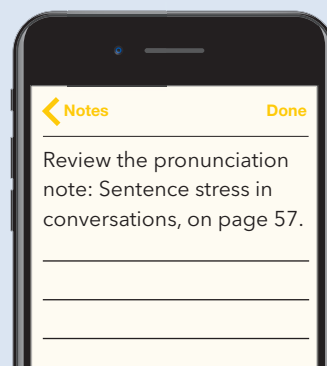 Notes Done
Review the pronunciation
note: Sentence stress in
conversations, on page 57.